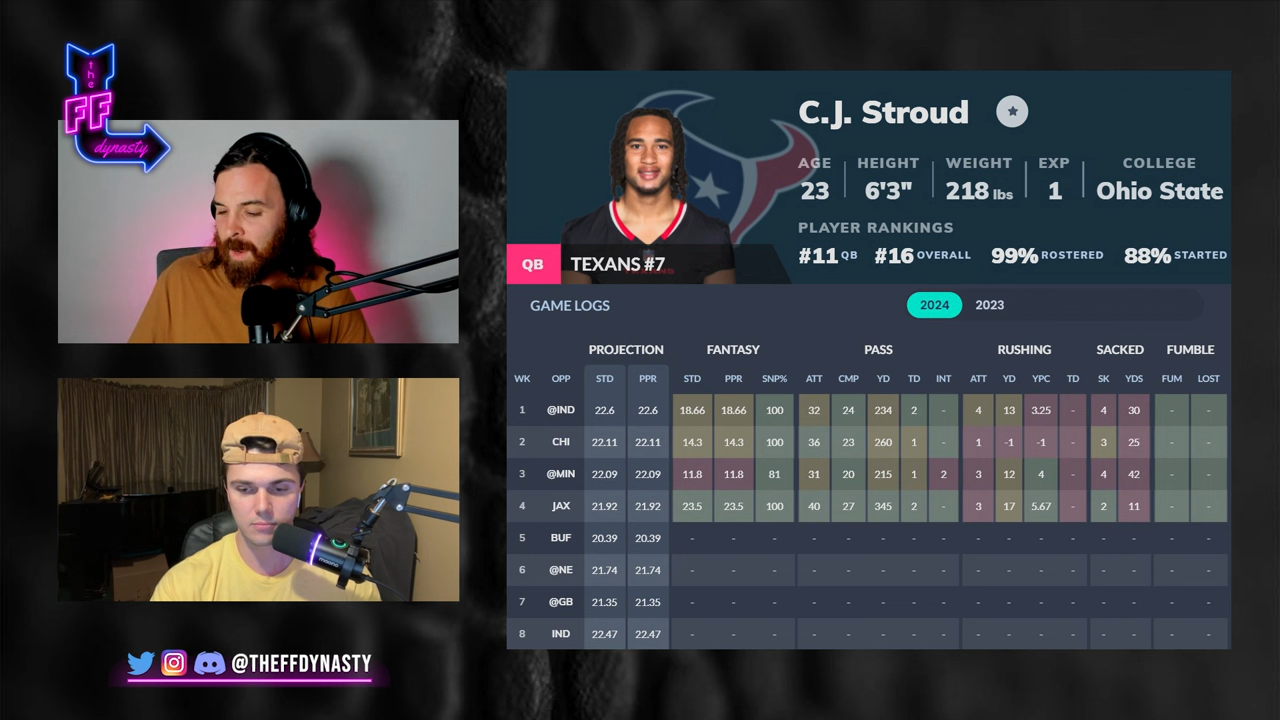 the
FF
dynasty
C.J. Stroud
AGE HEIGHT WEIGHT EXP COLLEGE
23 6'3" 218 lbs 1 Ohio State
PLAYER RANKINGS
#11 QB #16 OVERALL 99% ROSTERED 88% STARTED
QB TEXANS #7
GAME LOGS 2024 2023
PROJECTION FANTASY PASS RUSHING SACKED FUMBLE
WK OPP STD PPR STD PPR SNP% ATT CMP YD TD INT ATT YD YPC TD SK YDS FUM LOST
1 @IND 22.6 22.6 18.66 18.66 100 32 24 234 2 - 4 13 3.25 - 4 30 - -
2 CHI 22.11 22.11 14.3 14.3 100 36 23 260 1 - 1 -1 -1 - 3 25 - -
3 @MIN 22.09 22.09 11.8 11.8 81 31 20 215 1 2 3 12 4 - 4 42 - -
4 JAX 21.92 21.92 23.5 23.5 100 40 27 345 2 - 3 17 5.67 - 2 11 - -
5 BUF 20.39 20.39 - - - - - - - - - - - - - - - -
6 @NE 21.74 21.74 - - - - - - - - - - - - - - - -
7 @GB 21.35 21.35 - - - - - - - - - - - - - - - -
8 IND 22.47 22.47 - - - - - - - - - - - - - - - -
@THEFFDYNASTY